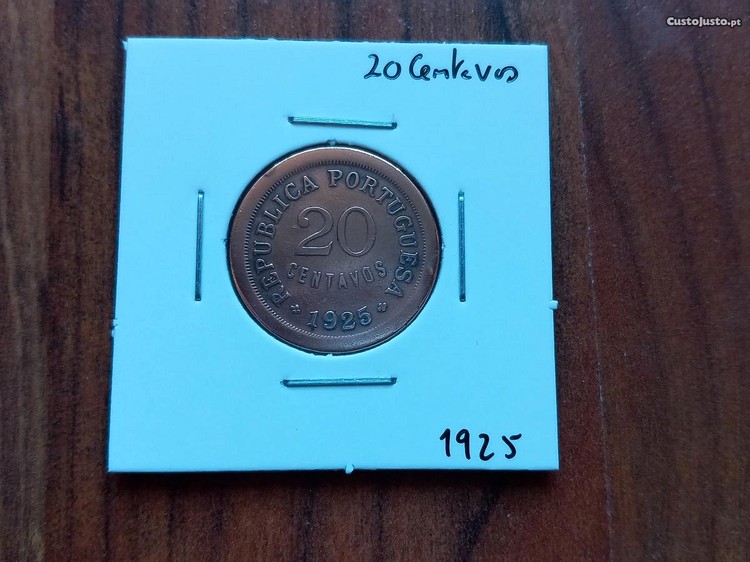 CustoJusto.pt
20 Centavos
REPUBLICA PORTUGUESA
20
CENTAVOS
* 1925 *
1925